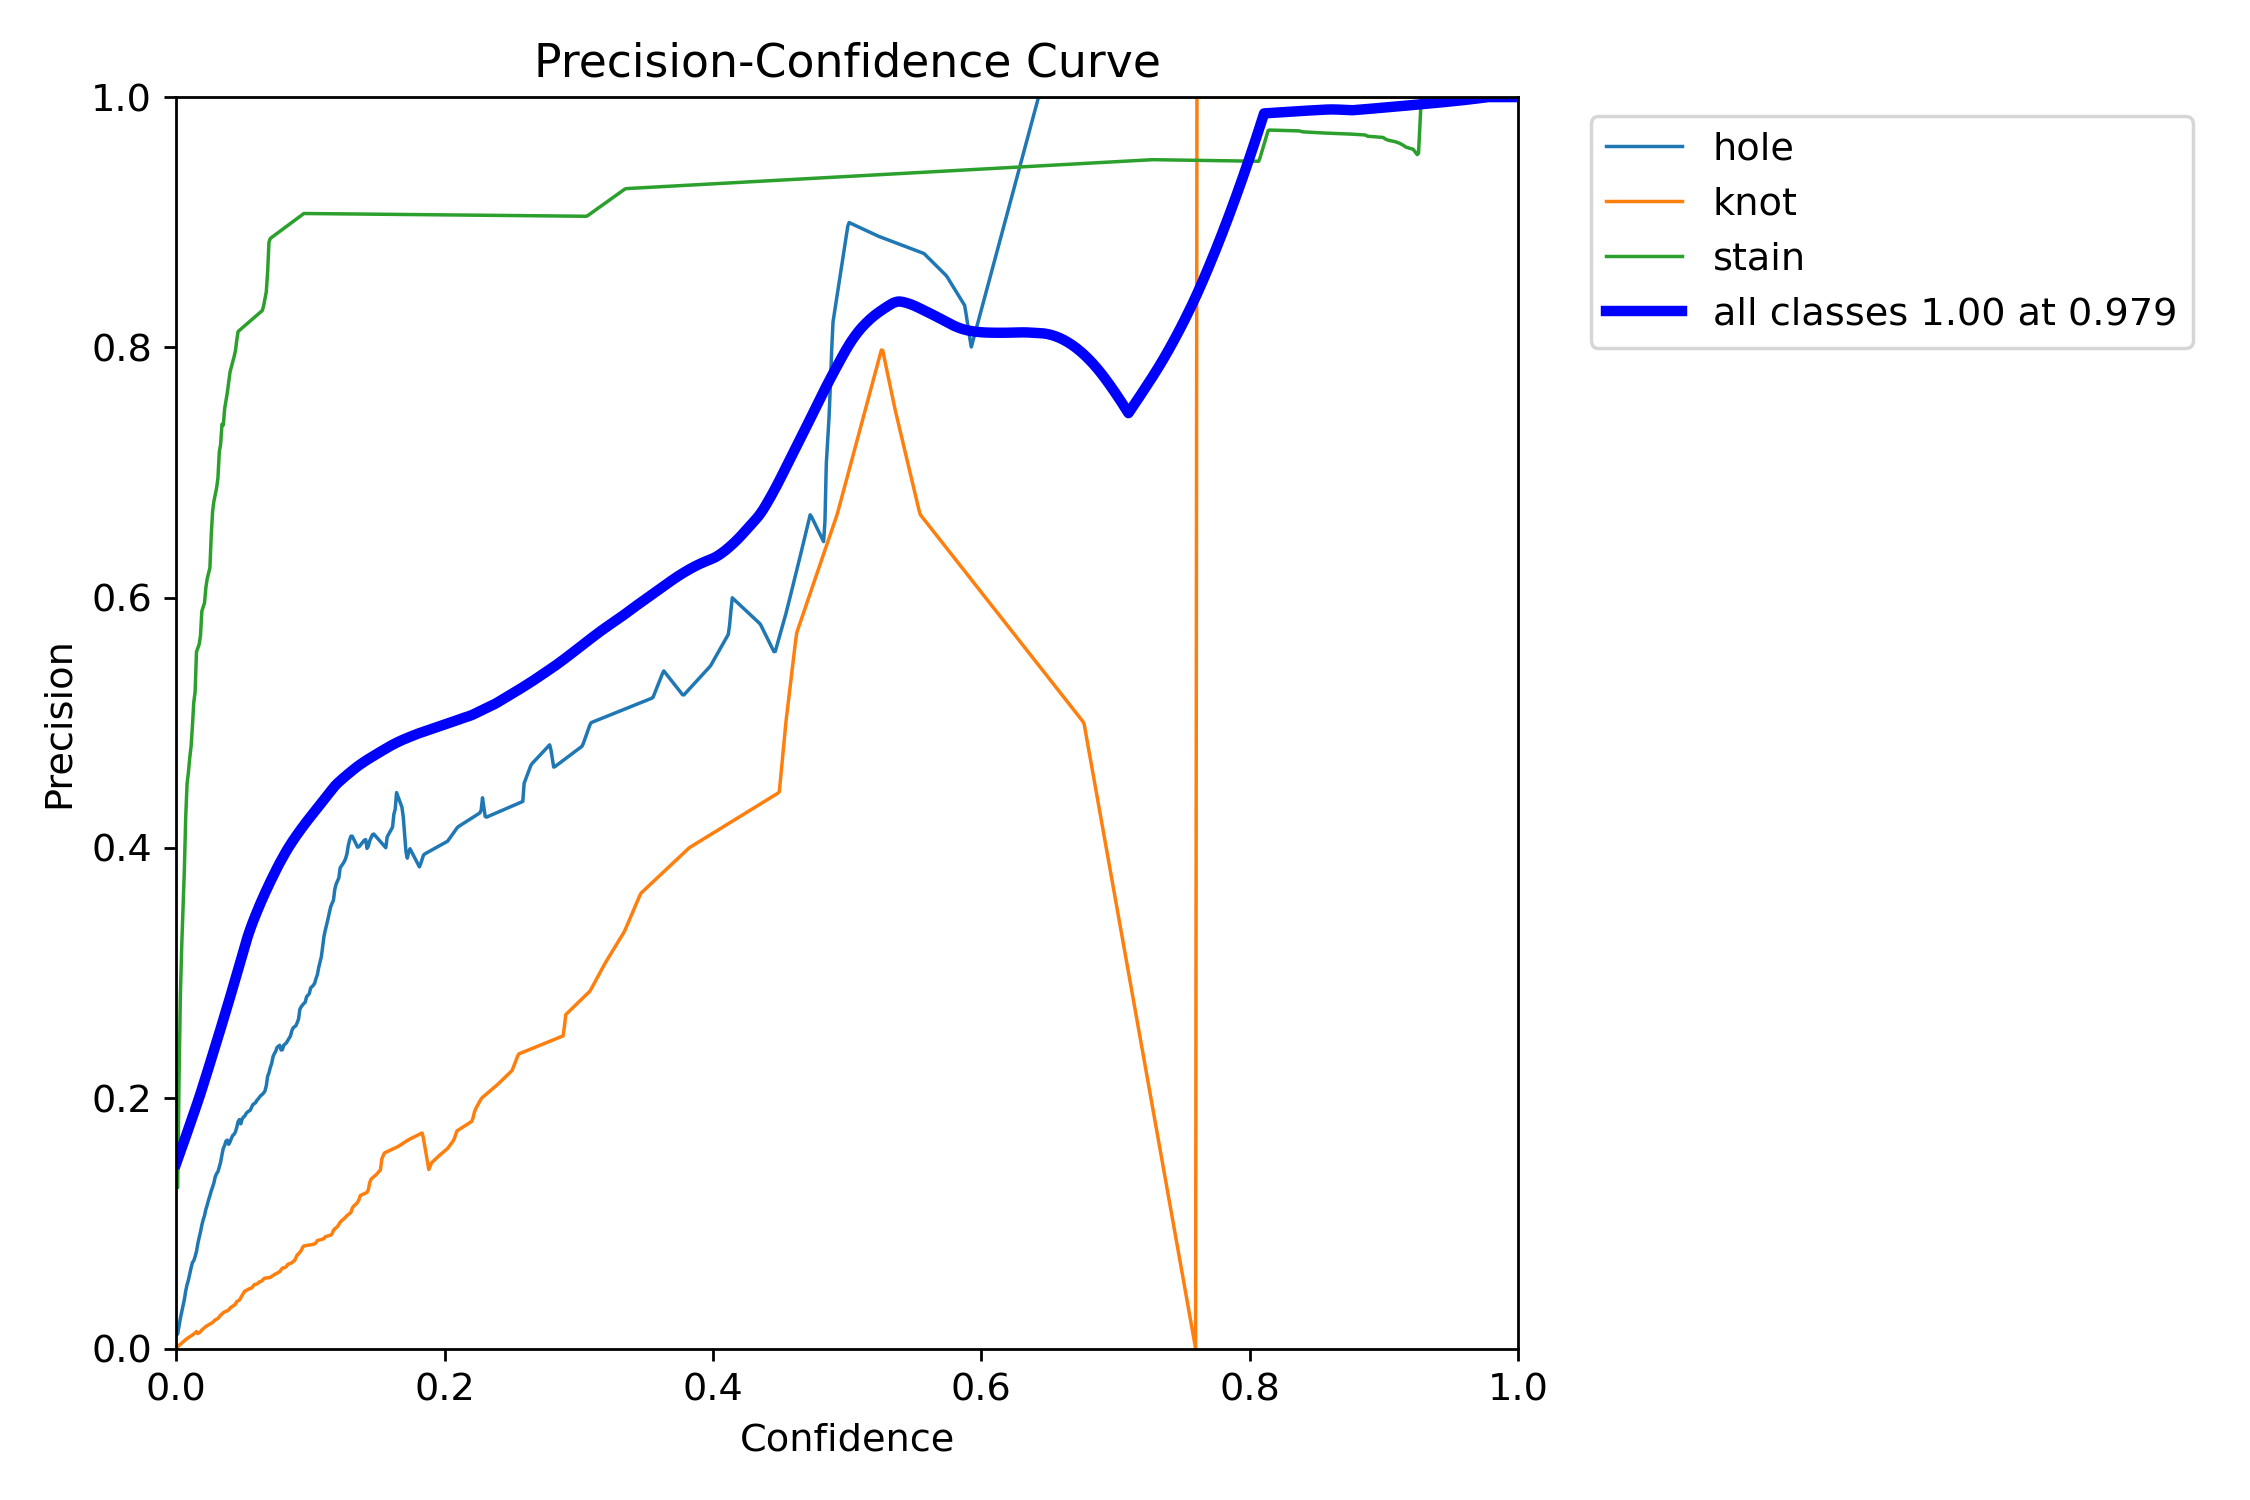 Precision-Confidence Curve
1.0
0.8
0.6
0.4
0.2
0.0
Precision
0.0 0.2 0.4 0.6 0.8 1.0
Confidence
hole
knot
stain
all classes 1.00 at 0.979